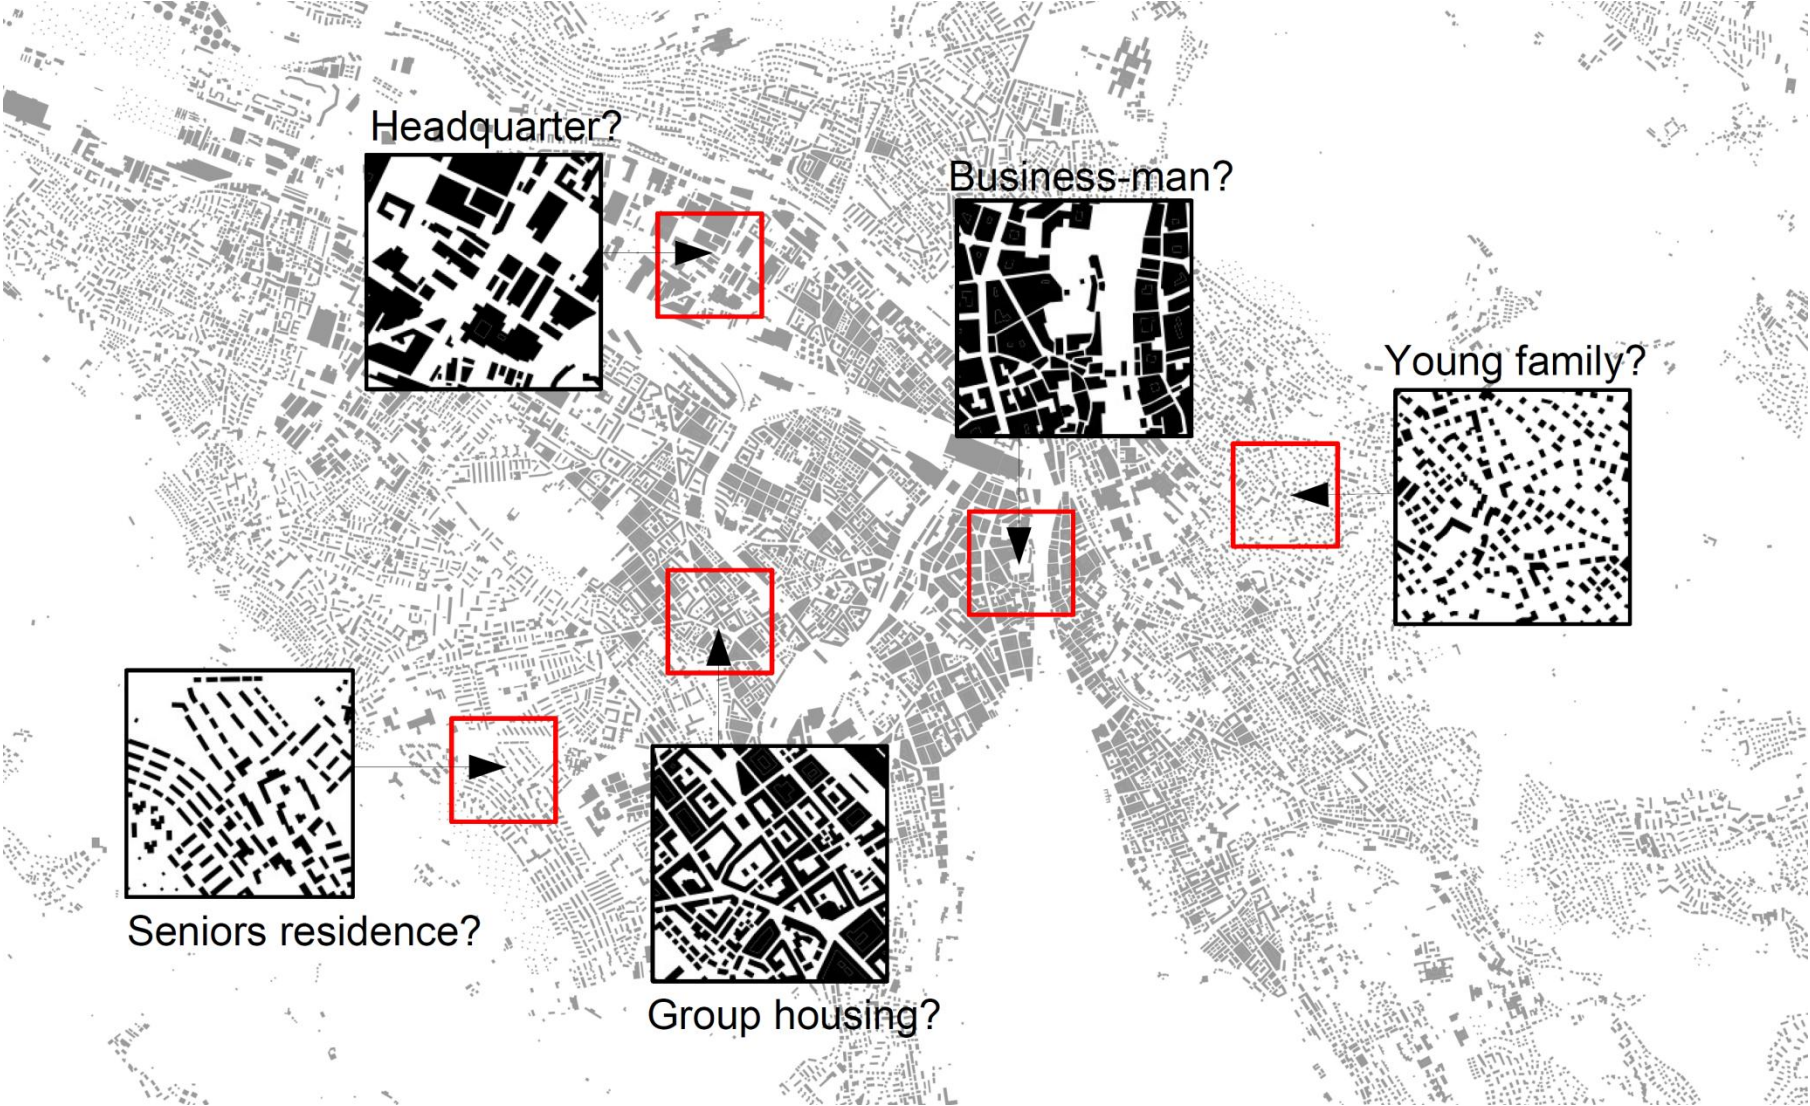 Headquarter?
Business-man?
Young family?
Seniors residence?
Group housing?